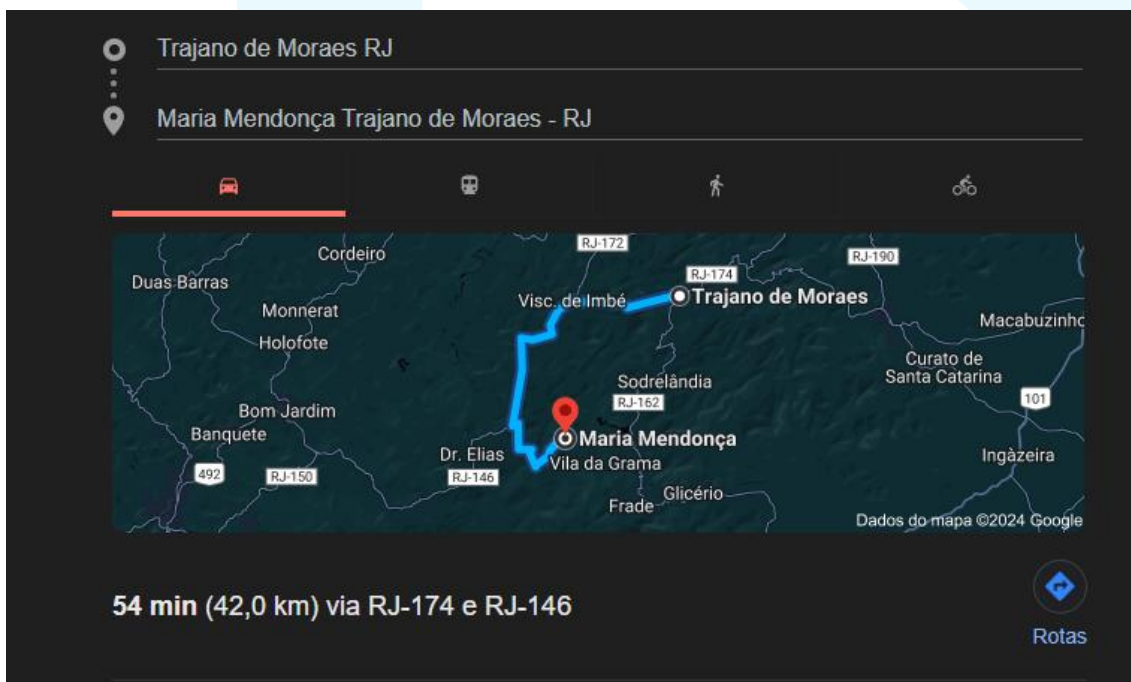 Trajano de Moraes RJ
Maria Mendonça Trajano de Moraes - RJ
Cordeiro
RJ-172
RJ-190
Duas Barras
RJ-174
Visc. de Imbé
Trajano de Moraes
Monnerat
Macabuzinho
Holofote
Curato de
Santa Catarina
Sodrelândia
RJ-162
101
Bom Jardim
Banquete
Maria Mendonça
Dr. Elias
Vila da Grama
Ingàzeira
492
RJ-150
RJ-146
Glicério
Frade
Dados do mapa ©2024 Google
54 min (42,0 km) via RJ-174 e RJ-146
Rotas